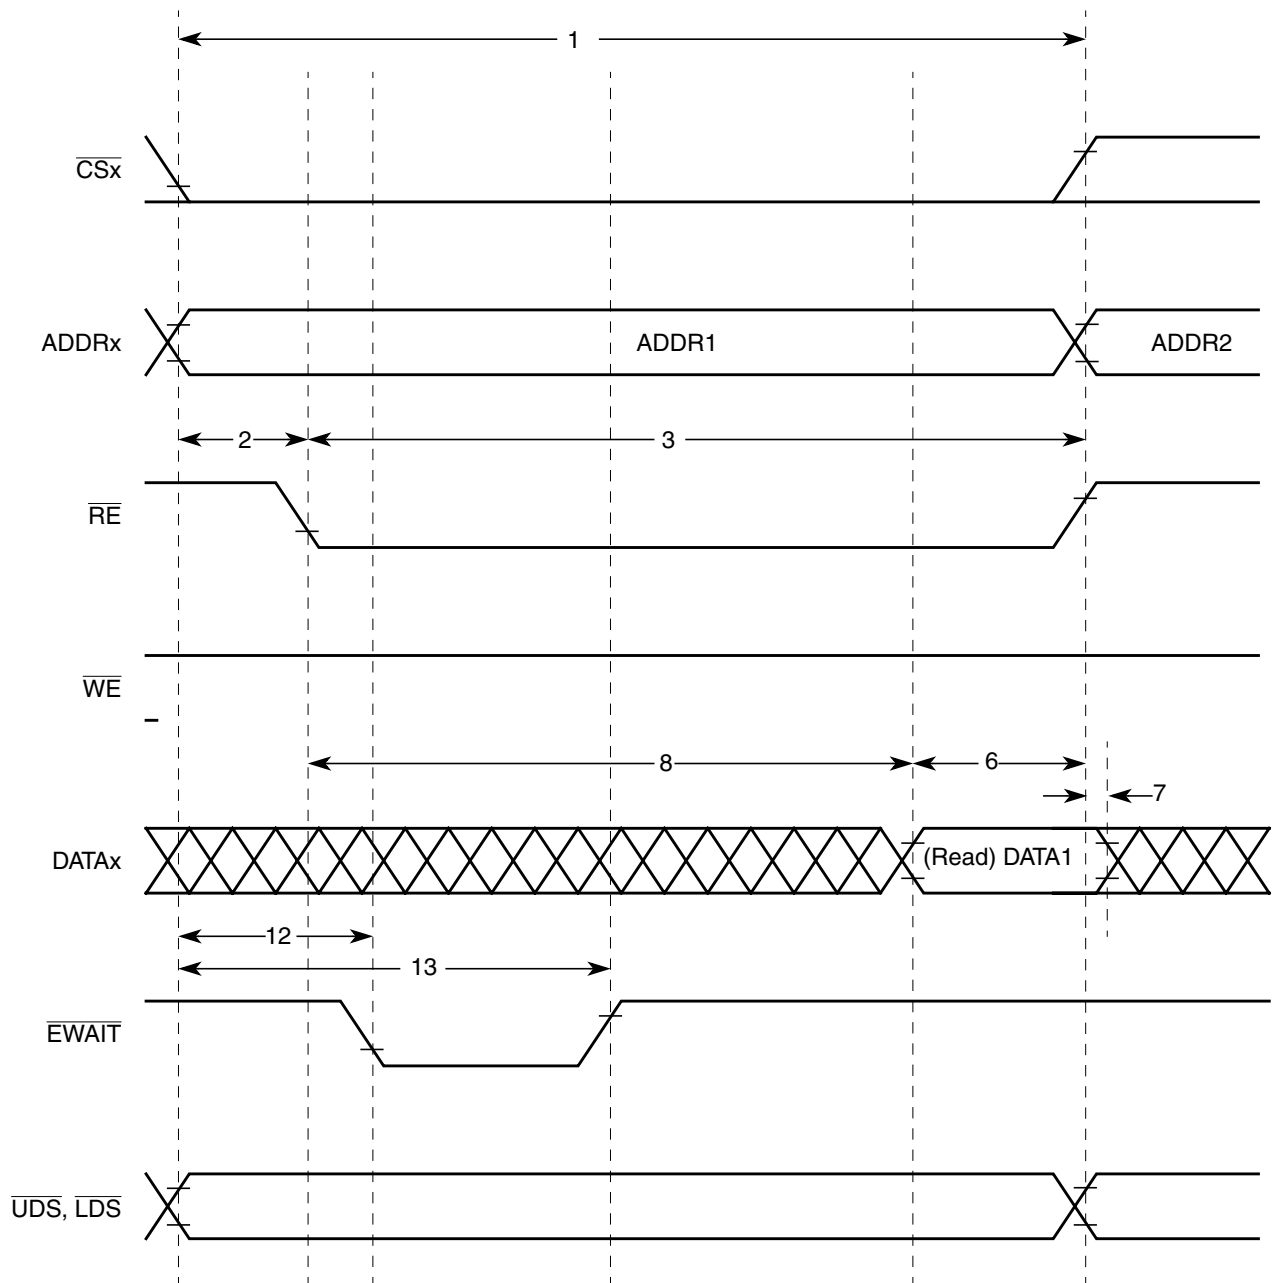 1
CSx
ADDRx
ADDR1
ADDR2
2
3
RE
WE
8
6
7
DATAx
(Read) DATA1
12
13
EWAIT
UDS, LDS